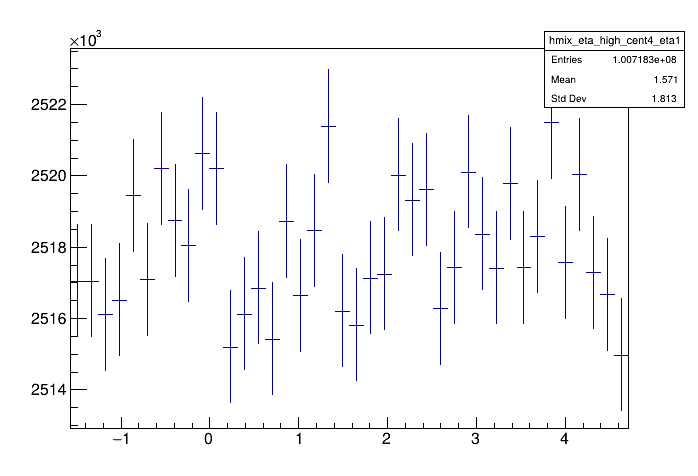 ×10³
hmix_eta_high_cent4_eta1
Entries 1.007183e+08
Mean 1.571
Std Dev 1.813
2522
2520
2518
2516
2514
−1 0 1 2 3 4